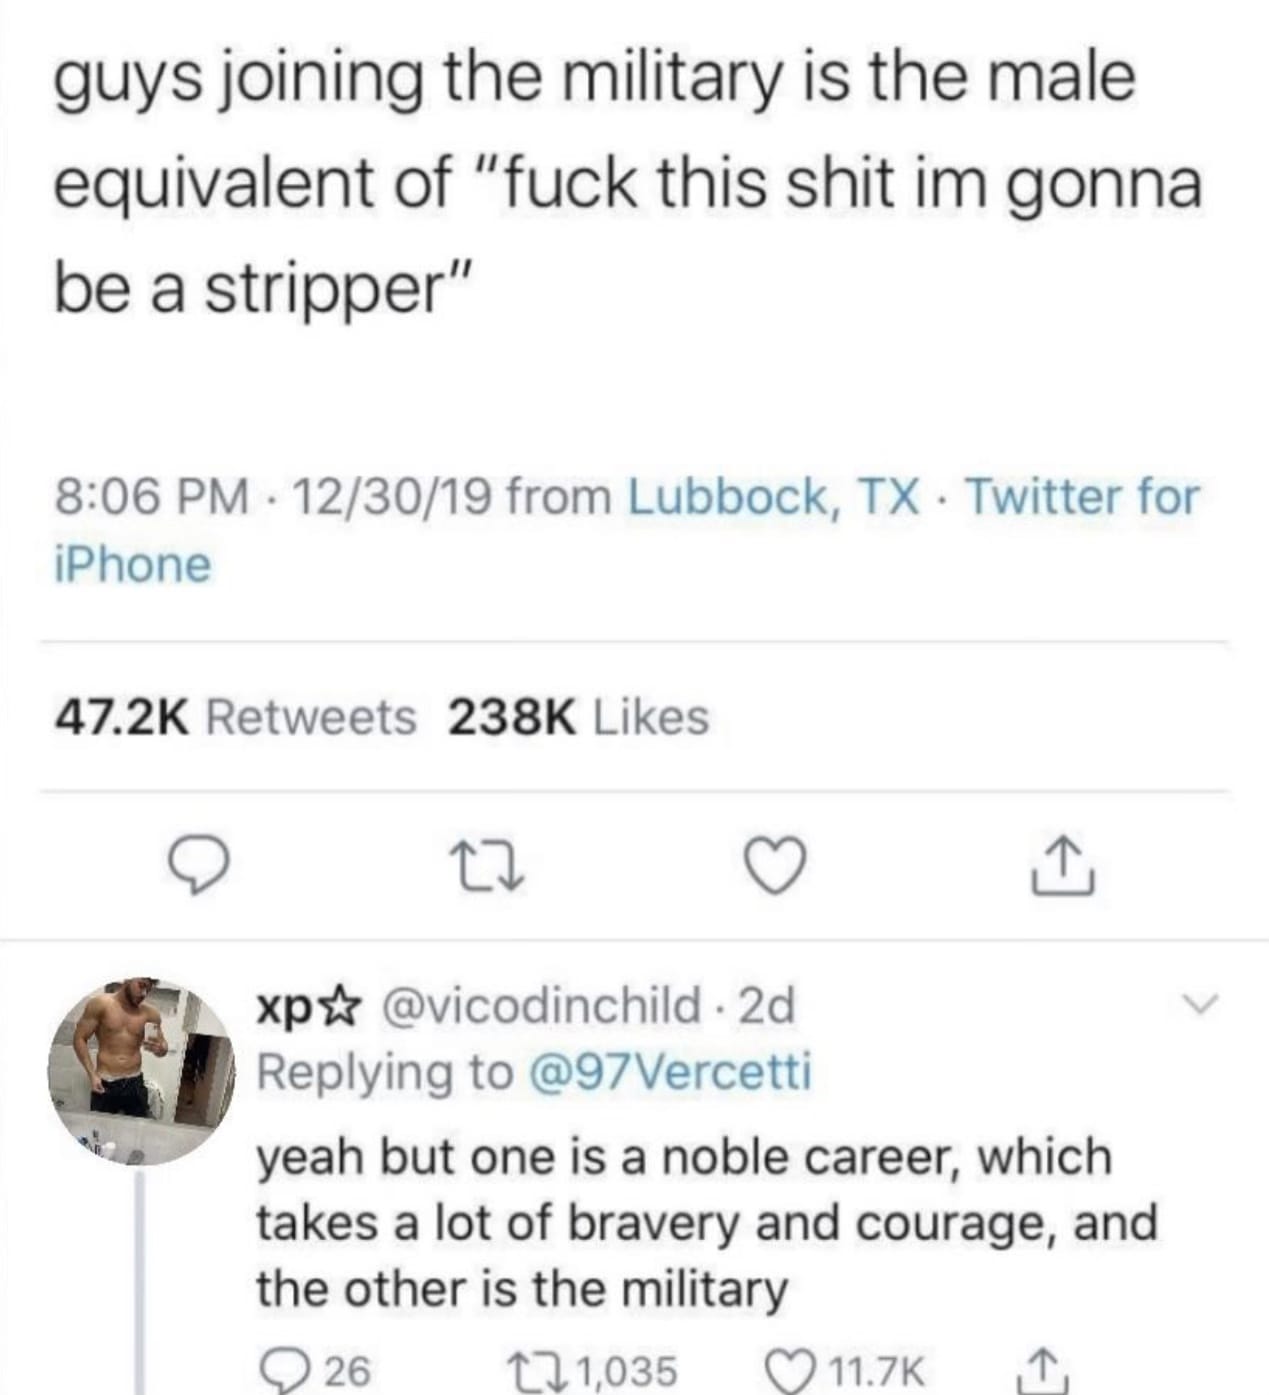 guys joining the military is the male
equivalent of "fuck this shit im gonna
be a stripper"
8:06 PM · 12/30/19 from Lubbock, TX · Twitter for
iPhone
47.2K Retweets 238K Likes
xp☆ @vicodinchild · 2d
Replying to @97Vercetti
yeah but one is a noble career, which
takes a lot of bravery and courage, and
the other is the military
26 1,035 11.7K